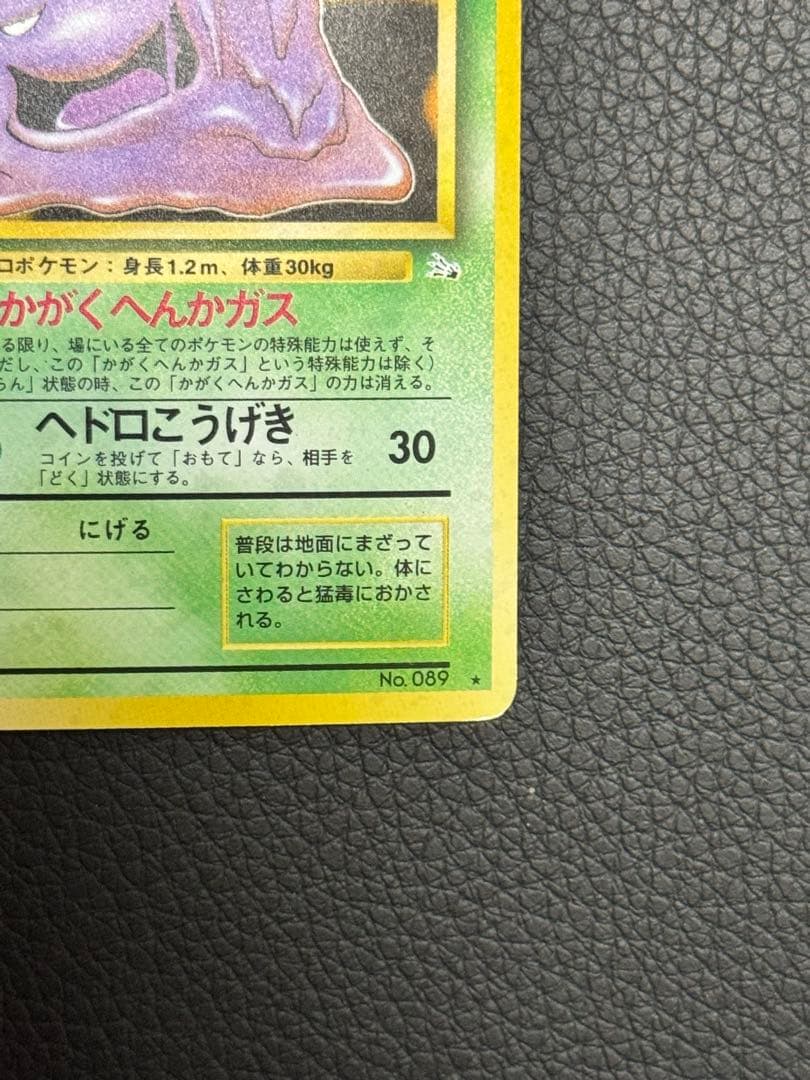 ロポケモン：身長1.2m、体重30kg
かがくへんかガス
る限り、場にいる全てのポケモンの特殊能力は使えず、そ
だし、この「かがくへんかガス」という特殊能力は除く）
らん」状態の時、この「かがくへんかガス」の力は消える。
ヘドロこうげき
30
コインを投げて「おもて」なら、相手を
「どく」状態にする。
にげる
普段は地面にまざって
いてわからない。体に
さわると猛毒におかさ
れる。
No. 089 ★